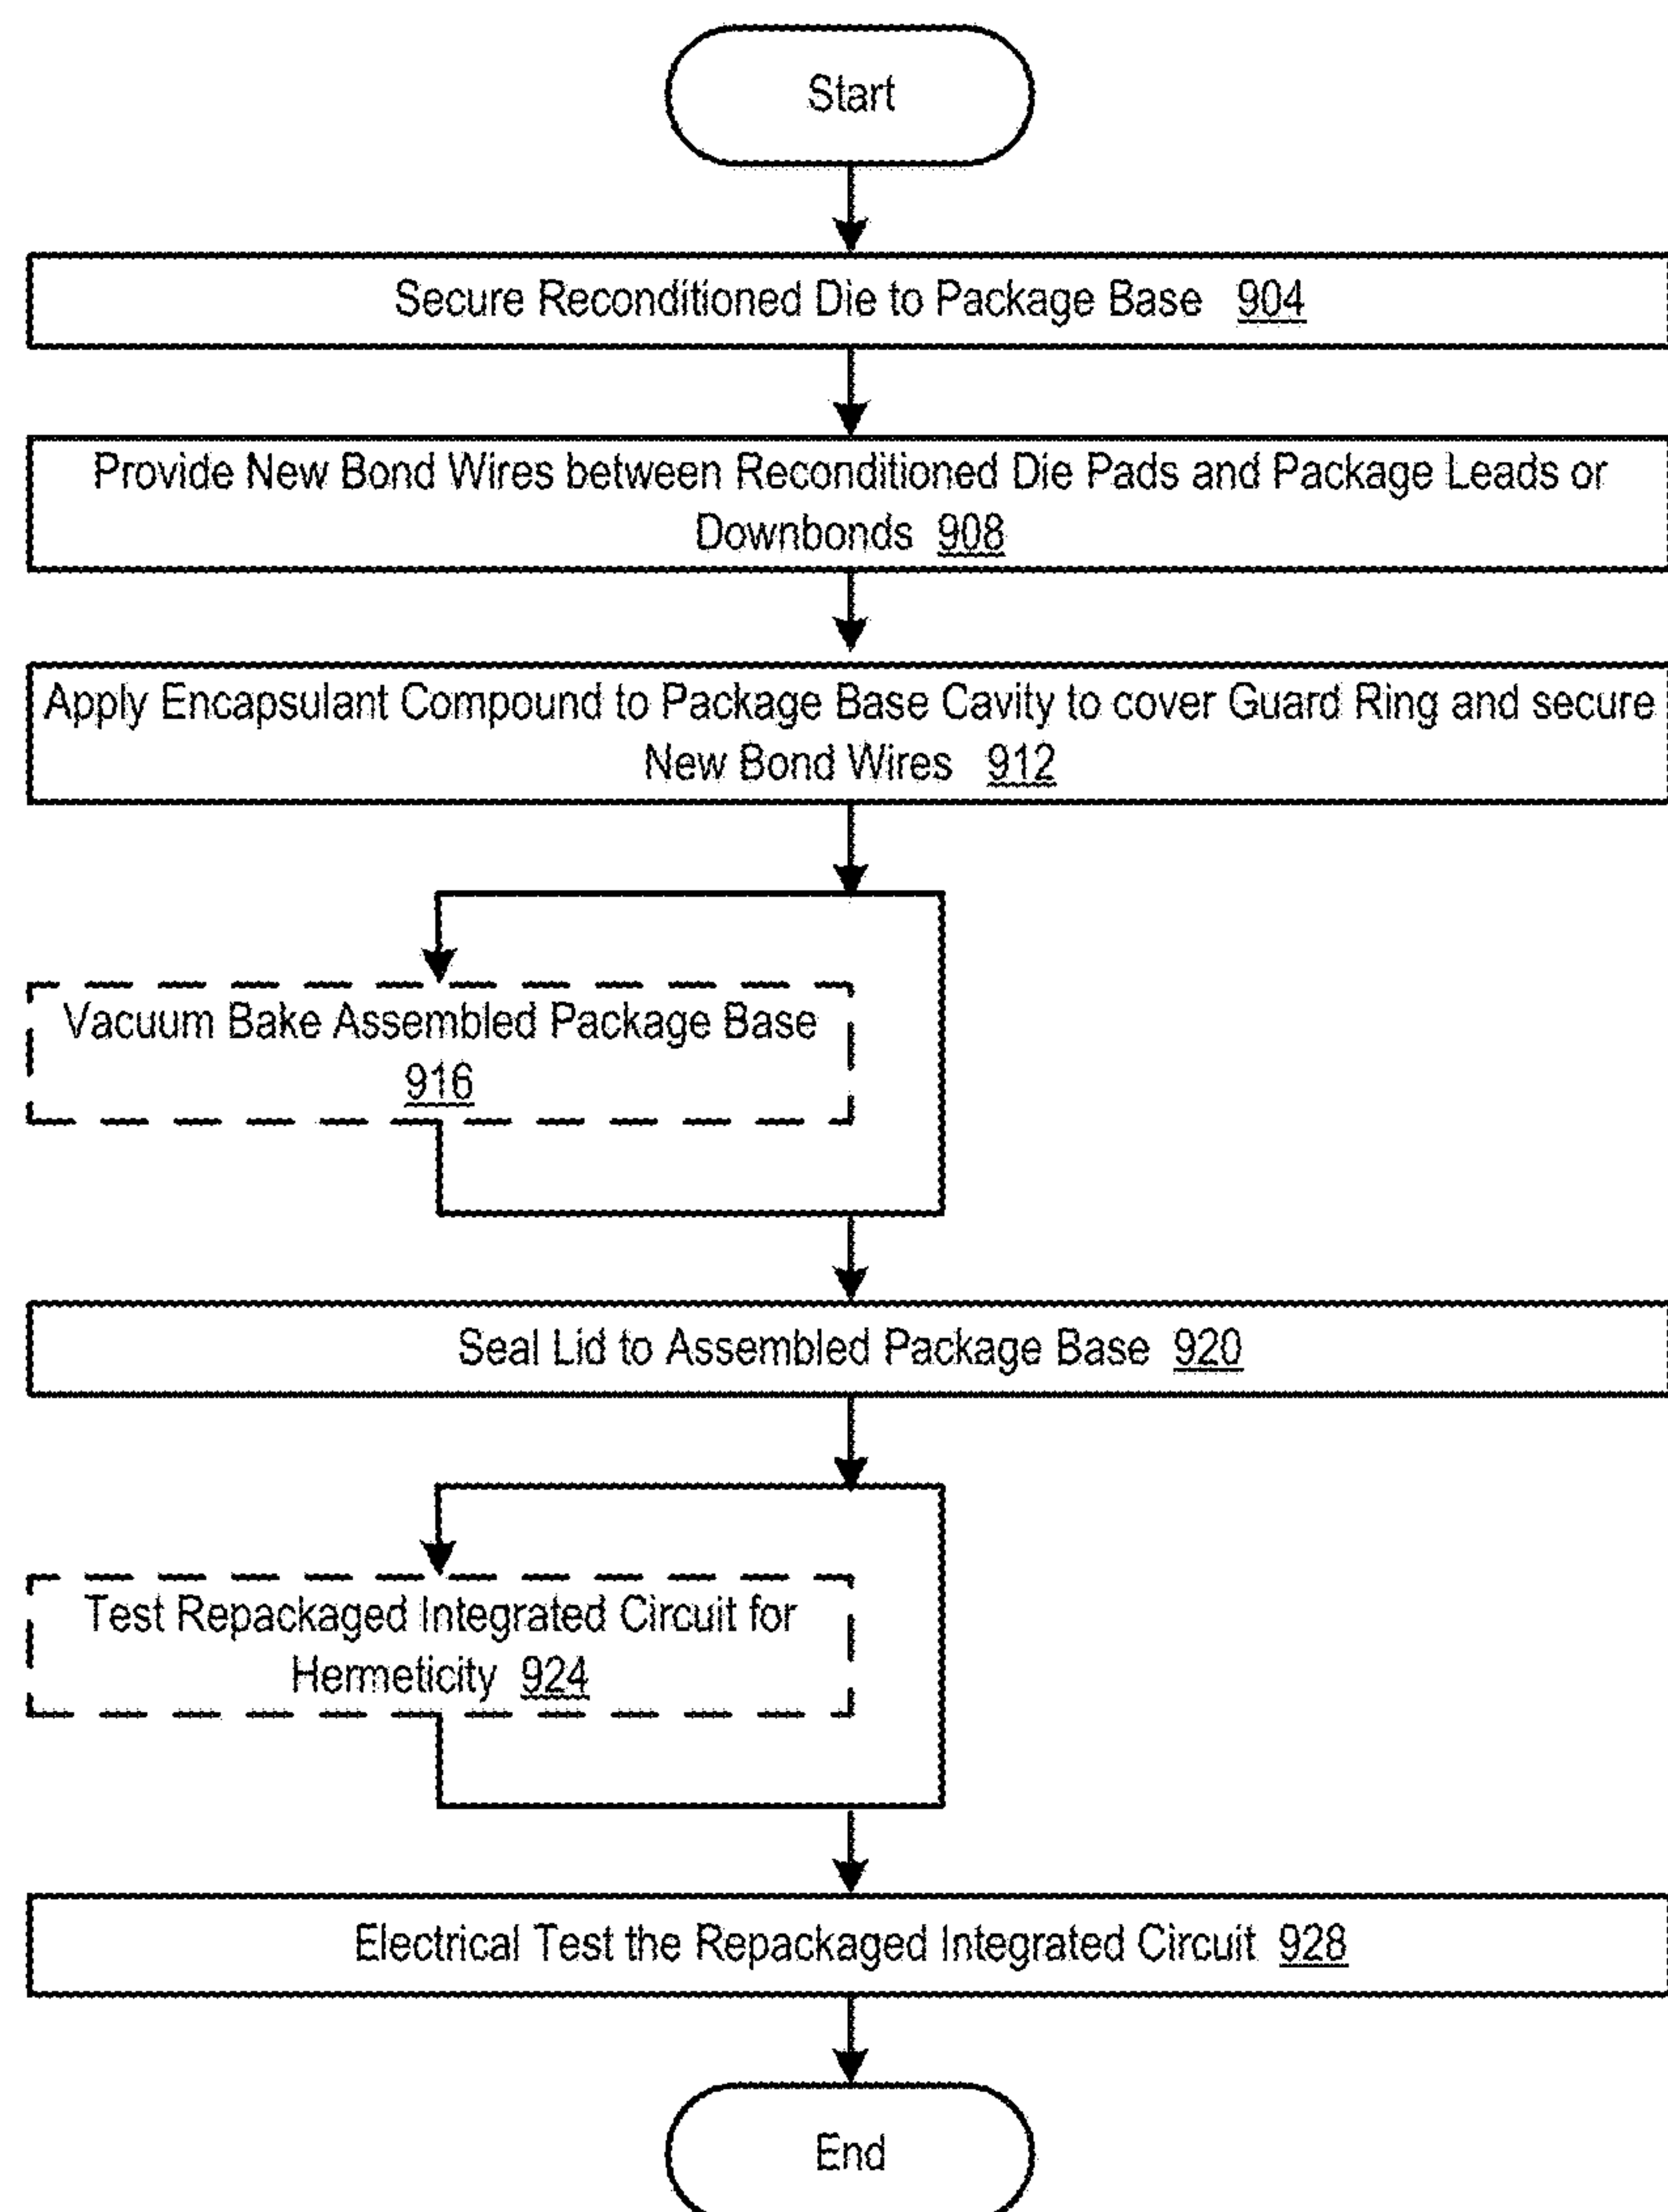 Start
Secure Reconditioned Die to Package Base 904
Provide New Bond Wires between Reconditioned Die Pads and Package Leads or
Downbonds 908
Apply Encapsulant Compound to Package Base Cavity to cover Guard Ring and secure
New Bond Wires 912
Vacuum Bake Assembled Package Base
916
Seal Lid to Assembled Package Base 920
Test Repackaged Integrated Circuit for
Hermeticity 924
Electrical Test the Repackaged Integrated Circuit 928
End